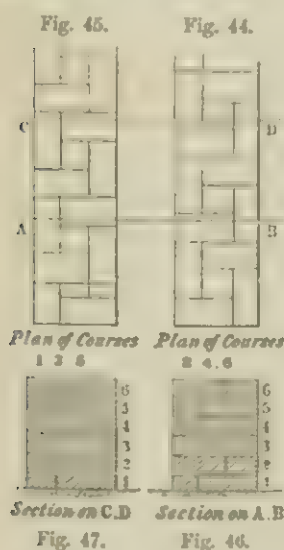 Fig. 45. Fig. 44.
C D
A B
Plan of Courses Plan of Courses
1 3 5 2 4. 6
6 6
5 5
4 4
3 3
2 2
1 1
Section on C.D Section on A.B
Fig. 47. Fig. 46.